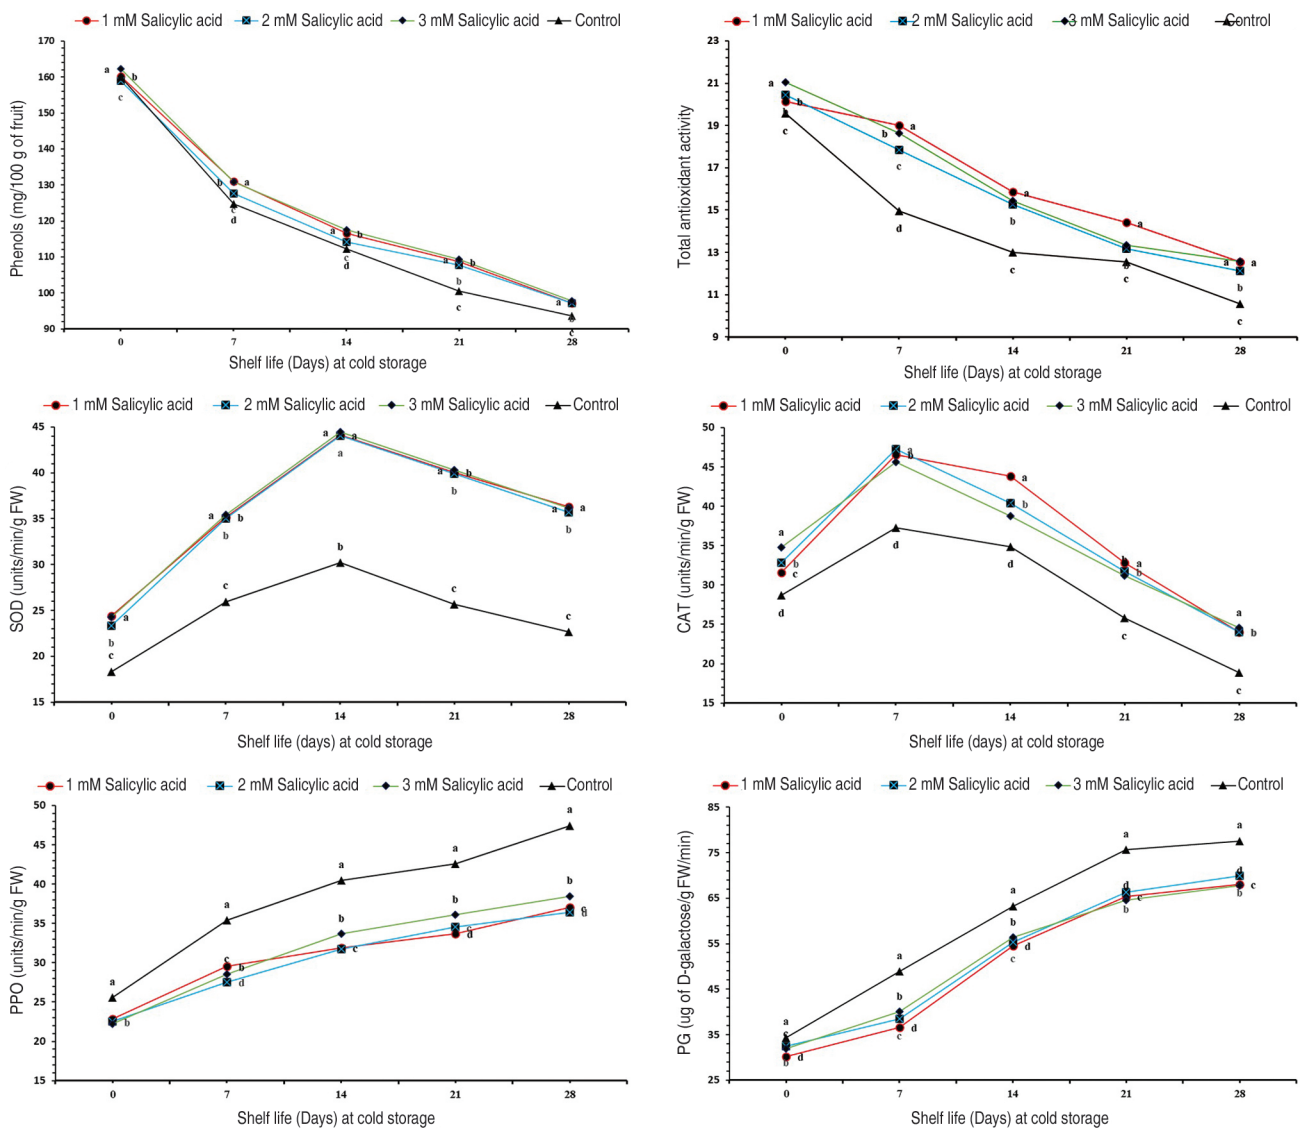 1 mM Salicylic acid 2 mM Salicylic acid 3 mM Salicylic acid Control
170
160
150
140
130
120
110
100
90
Phenols (mg/100 g of fruit)
a b c
b a c d
a b c d
a b b c
a b c
0 7 14 21 28
Shelf life (Days) at cold storage
1 mM Salicylic acid 2 mM Salicylic acid 3 mM Salicylic acid Control
23
21
19
17
15
13
11
9
Total antioxidant activity
a b b c
a b c d
a b c
a b c
a a b c
0 7 14 21 28
Shelf life (Days) at cold storage
1 mM Salicylic acid 2 mM Salicylic acid 3 mM Salicylic acid Control
45
40
35
30
25
20
15
SOD (units/min/g FW)
a b c
a b b c
a a a b
a b b c
a a b c
0 7 14 21 28
Shelf life (days) at cold storage
1 mM Salicylic acid 2 mM Salicylic acid 3 mM Salicylic acid Control
50
45
40
35
30
25
20
15
CAT (units/min/g FW)
a b c d
a b d
a b d
b a b c
a b c
0 7 14 21 28
Shelf life (days) at cold storage
1 mM Salicylic acid 2 mM Salicylic acid 3 mM Salicylic acid Control
50
45
40
35
30
25
20
15
PPO (units/min/g FW)
a b
a c b d
a b c
a b c d
a b c d
0 7 14 21 28
Shelf life (Days) at cold storage
1 mM Salicylic acid 2 mM Salicylic acid 3 mM Salicylic acid Control
85
75
65
55
45
35
25
PG (ug of D-galactose/g FW/min)
a c d b
a b d c
a b d c
a d c b
a d c b
0 7 14 21 28
Shelf life (Days) at cold storage